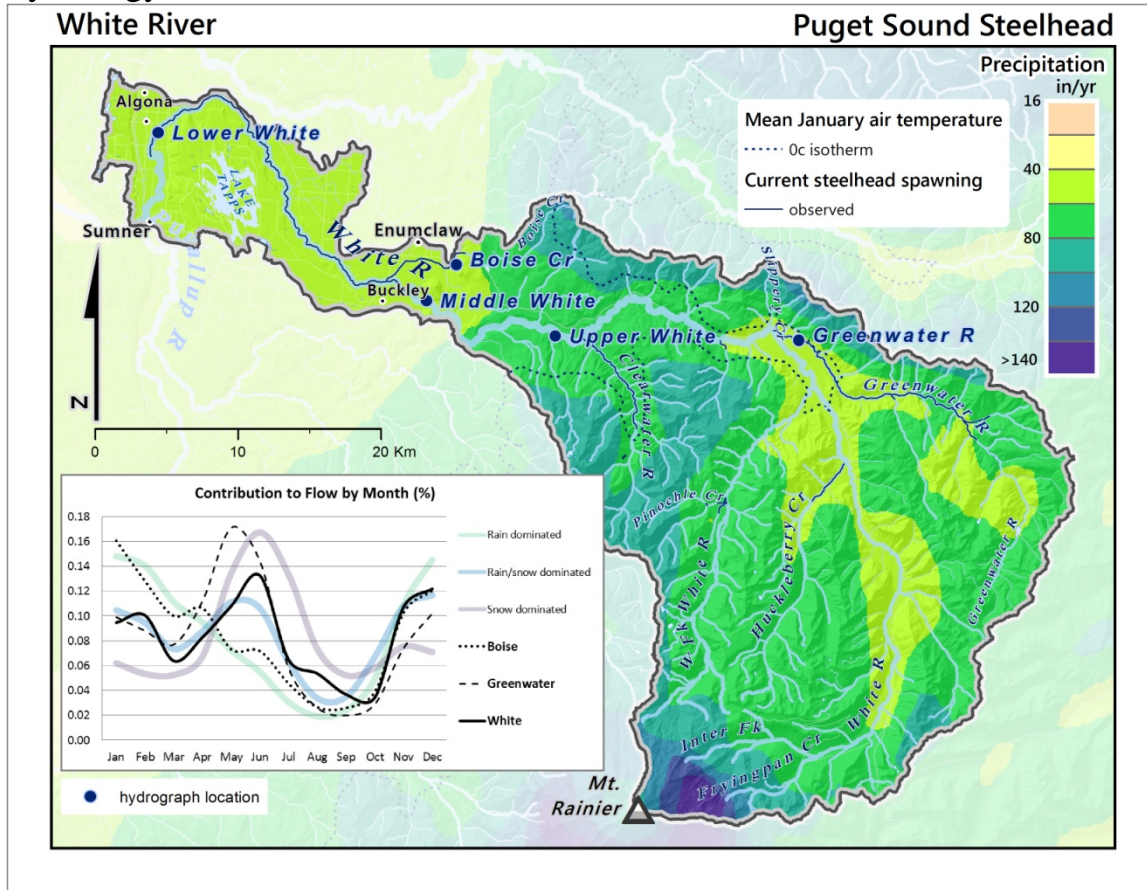 White River
Puget Sound Steelhead
Precipitation
in/yr
16
40
80
120
>140
Mean January air temperature
0c isotherm
Current steelhead spawning
observed
Algona
Lower White
LAKE
TAPPS
Sumner
Puyallup R
White R
Enumclaw
Boise Cr
Boise Cr
Buckley
Middle White
Upper White
Slippery Cr
Greenwater R
Greenwater R
Clearwater R
Pinochle Cr
W Fk White R
Huckleberry Cr
Greenwater R
White R
Inter Fk
Fryingpan Cr
Mt.
Rainier
N
0 10 20 Km
Contribution to Flow by Month (%)
0.18
0.16
0.14
0.12
0.10
0.08
0.06
0.04
0.02
0.00
Jan Feb Mar Apr May Jun Jul Aug Sep Oct Nov Dec
Rain dominated
Rain/snow dominated
Snow dominated
Boise
Greenwater
White
hydrograph location